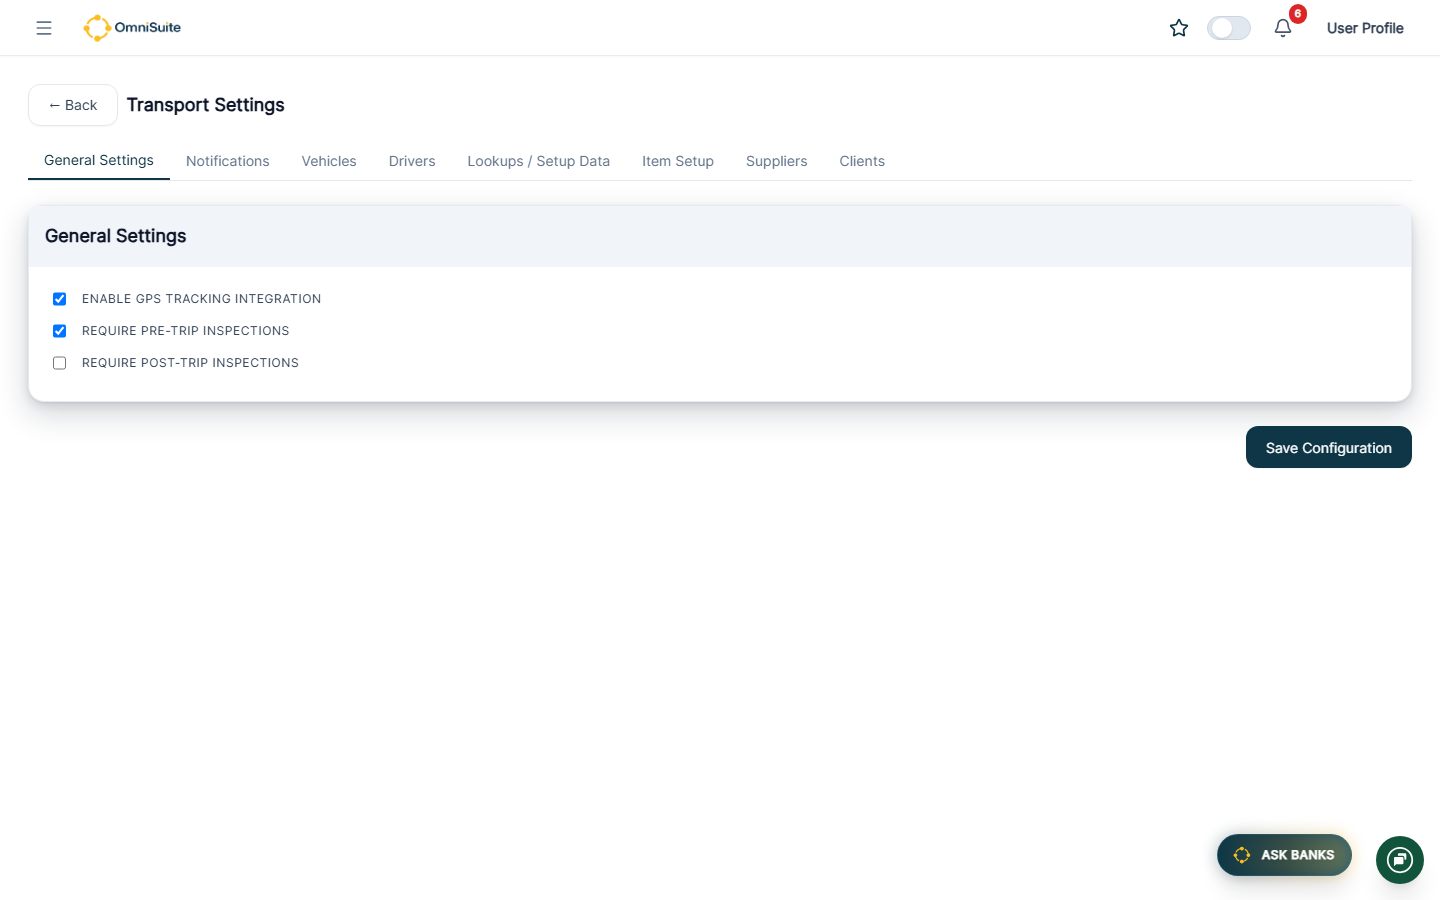 OmniSuite
6
User Profile
← Back
Transport Settings
General Settings
Notifications
Vehicles
Drivers
Lookups / Setup Data
Item Setup
Suppliers
Clients
General Settings
ENABLE GPS TRACKING INTEGRATION
REQUIRE PRE-TRIP INSPECTIONS
REQUIRE POST-TRIP INSPECTIONS
Save Configuration
ASK BANKS